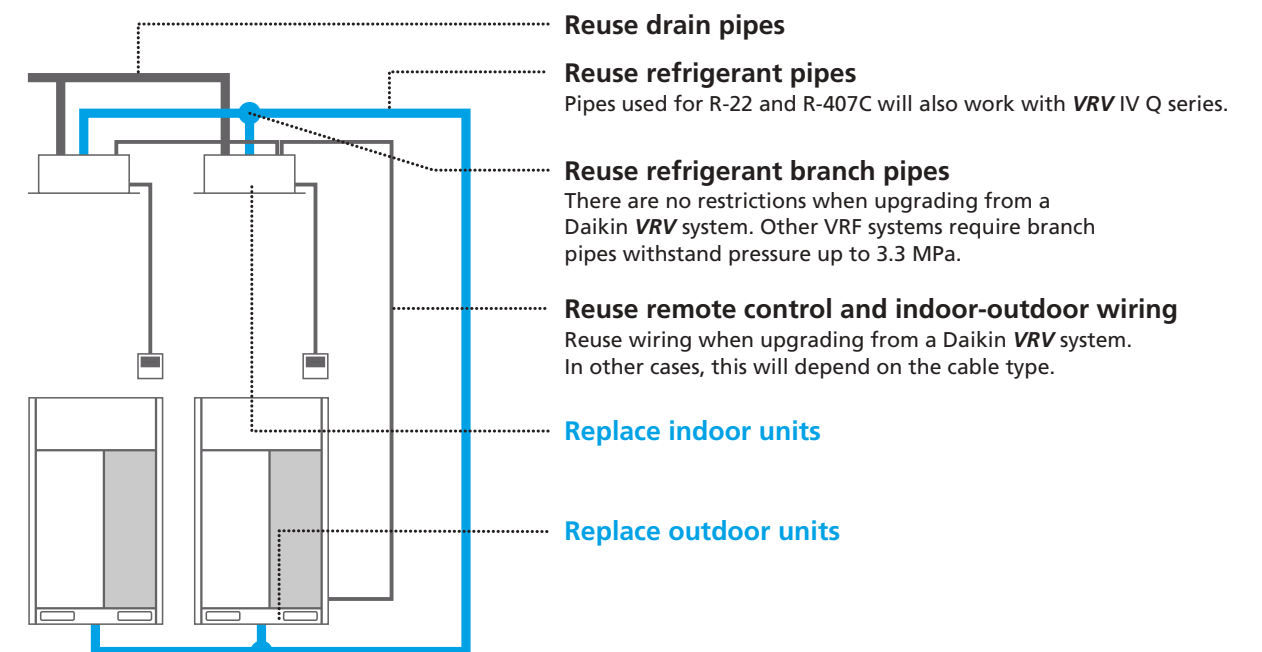 Reuse drain pipes
Reuse refrigerant pipes
Pipes used for R-22 and R-407C will also work with VRV IV Q series.
Reuse refrigerant branch pipes
There are no restrictions when upgrading from a
Daikin VRV system. Other VRF systems require branch
pipes withstand pressure up to 3.3 MPa.
Reuse remote control and indoor-outdoor wiring
Reuse wiring when upgrading from a Daikin VRV system.
In other cases, this will depend on the cable type.
Replace indoor units
Replace outdoor units